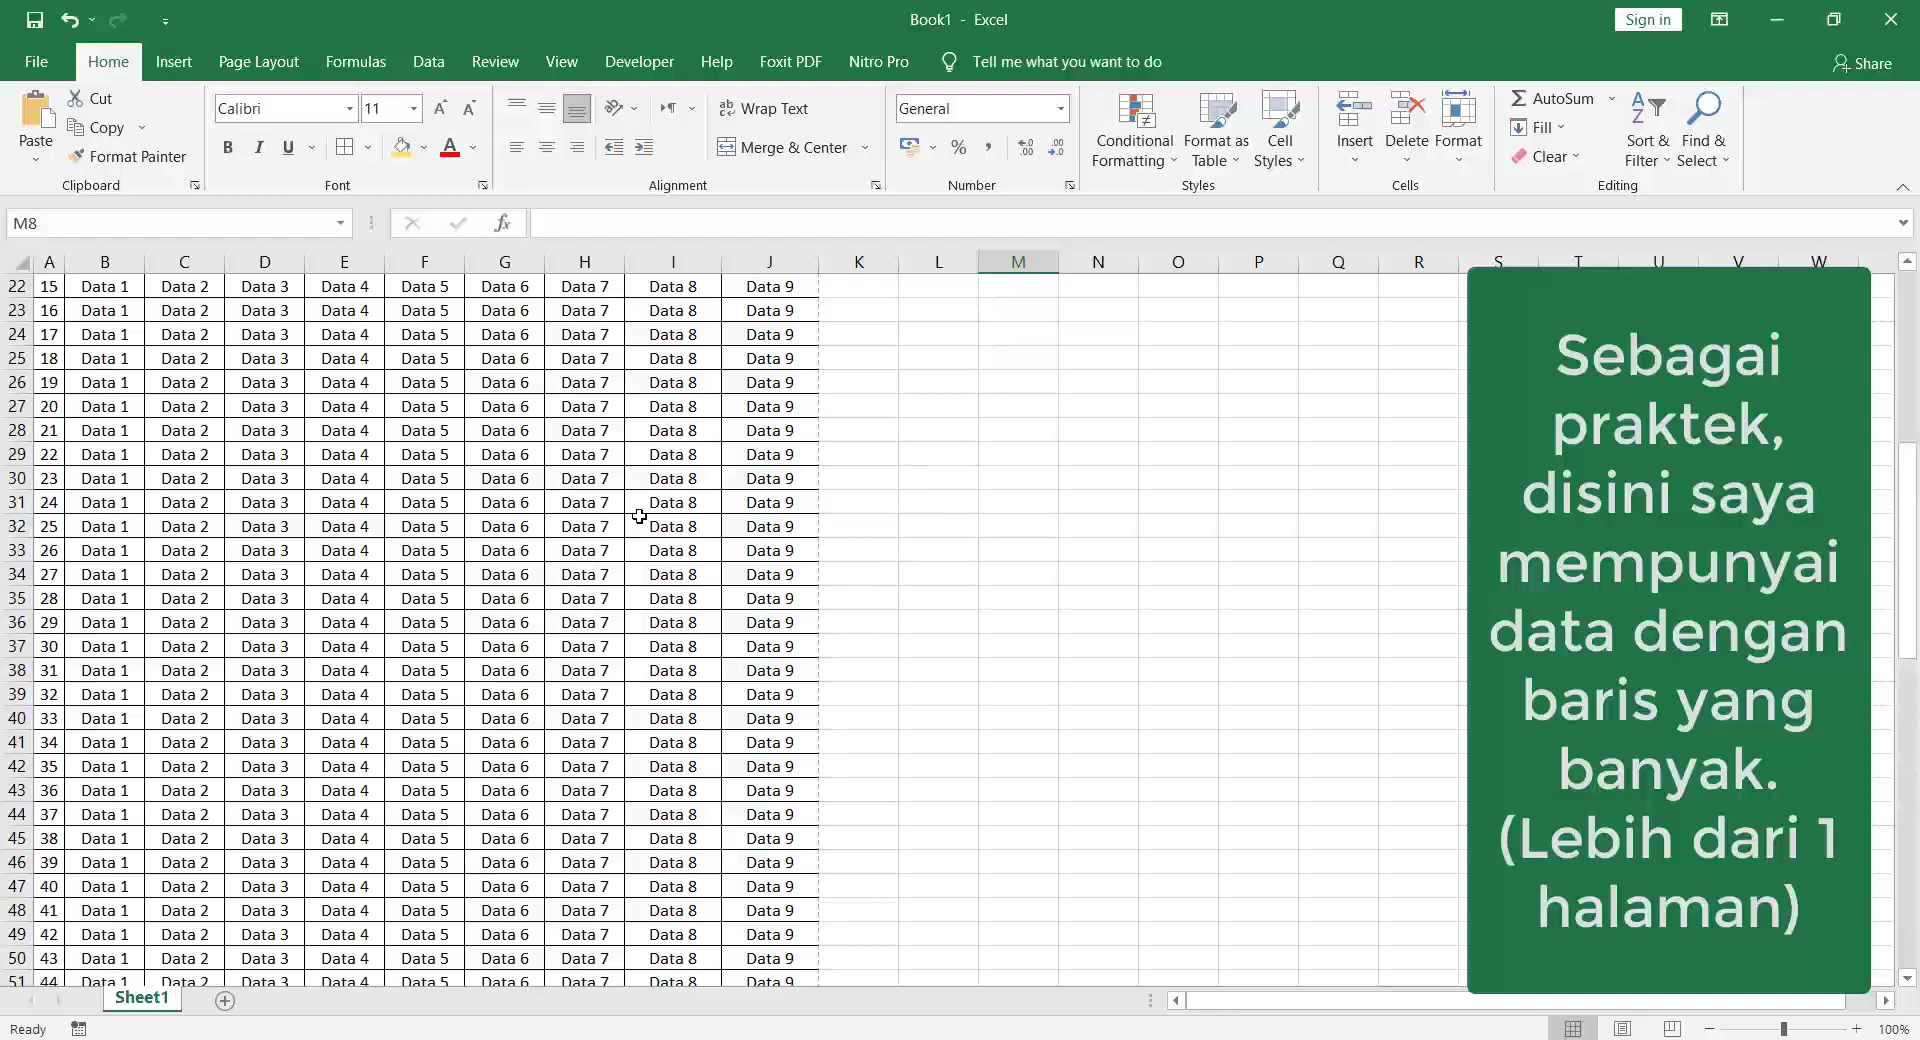 Book1 - Excel
Sign in
File Home Insert Page Layout Formulas Data Review View Developer Help Foxit PDF Nitro Pro Tell me what you want to do Share
Paste
Cut
Copy
Format Painter
Clipboard
Calibri 11
B I U A
Font
Wrap Text
Merge & Center
Alignment
General
%
Number
Conditional Formatting
Format as Table
Cell Styles
Styles
Insert Delete Format
Cells
AutoSum
Fill
Clear
Sort & Filter
Find & Select
Editing
M8
fx
A B C D E F G H I J K L M N O P Q R S T U V W
22 15 Data 1 Data 2 Data 3 Data 4 Data 5 Data 6 Data 7 Data 8 Data 9
23 16 Data 1 Data 2 Data 3 Data 4 Data 5 Data 6 Data 7 Data 8 Data 9
24 17 Data 1 Data 2 Data 3 Data 4 Data 5 Data 6 Data 7 Data 8 Data 9
25 18 Data 1 Data 2 Data 3 Data 4 Data 5 Data 6 Data 7 Data 8 Data 9
26 19 Data 1 Data 2 Data 3 Data 4 Data 5 Data 6 Data 7 Data 8 Data 9
27 20 Data 1 Data 2 Data 3 Data 4 Data 5 Data 6 Data 7 Data 8 Data 9
28 21 Data 1 Data 2 Data 3 Data 4 Data 5 Data 6 Data 7 Data 8 Data 9
29 22 Data 1 Data 2 Data 3 Data 4 Data 5 Data 6 Data 7 Data 8 Data 9
30 23 Data 1 Data 2 Data 3 Data 4 Data 5 Data 6 Data 7 Data 8 Data 9
31 24 Data 1 Data 2 Data 3 Data 4 Data 5 Data 6 Data 7 Data 8 Data 9
32 25 Data 1 Data 2 Data 3 Data 4 Data 5 Data 6 Data 7 Data 8 Data 9
33 26 Data 1 Data 2 Data 3 Data 4 Data 5 Data 6 Data 7 Data 8 Data 9
34 27 Data 1 Data 2 Data 3 Data 4 Data 5 Data 6 Data 7 Data 8 Data 9
35 28 Data 1 Data 2 Data 3 Data 4 Data 5 Data 6 Data 7 Data 8 Data 9
36 29 Data 1 Data 2 Data 3 Data 4 Data 5 Data 6 Data 7 Data 8 Data 9
37 30 Data 1 Data 2 Data 3 Data 4 Data 5 Data 6 Data 7 Data 8 Data 9
38 31 Data 1 Data 2 Data 3 Data 4 Data 5 Data 6 Data 7 Data 8 Data 9
39 32 Data 1 Data 2 Data 3 Data 4 Data 5 Data 6 Data 7 Data 8 Data 9
40 33 Data 1 Data 2 Data 3 Data 4 Data 5 Data 6 Data 7 Data 8 Data 9
41 34 Data 1 Data 2 Data 3 Data 4 Data 5 Data 6 Data 7 Data 8 Data 9
42 35 Data 1 Data 2 Data 3 Data 4 Data 5 Data 6 Data 7 Data 8 Data 9
43 36 Data 1 Data 2 Data 3 Data 4 Data 5 Data 6 Data 7 Data 8 Data 9
44 37 Data 1 Data 2 Data 3 Data 4 Data 5 Data 6 Data 7 Data 8 Data 9
45 38 Data 1 Data 2 Data 3 Data 4 Data 5 Data 6 Data 7 Data 8 Data 9
46 39 Data 1 Data 2 Data 3 Data 4 Data 5 Data 6 Data 7 Data 8 Data 9
47 40 Data 1 Data 2 Data 3 Data 4 Data 5 Data 6 Data 7 Data 8 Data 9
48 41 Data 1 Data 2 Data 3 Data 4 Data 5 Data 6 Data 7 Data 8 Data 9
49 42 Data 1 Data 2 Data 3 Data 4 Data 5 Data 6 Data 7 Data 8 Data 9
50 43 Data 1 Data 2 Data 3 Data 4 Data 5 Data 6 Data 7 Data 8 Data 9
51 44 Data 1 Data 2 Data 3 Data 4 Data 5 Data 6 Data 7 Data 8 Data 9
Sebagai
praktek,
disini saya
mempunyai
data dengan
baris yang
banyak.
(Lebih dari 1
halaman)
Sheet1
Ready
100%